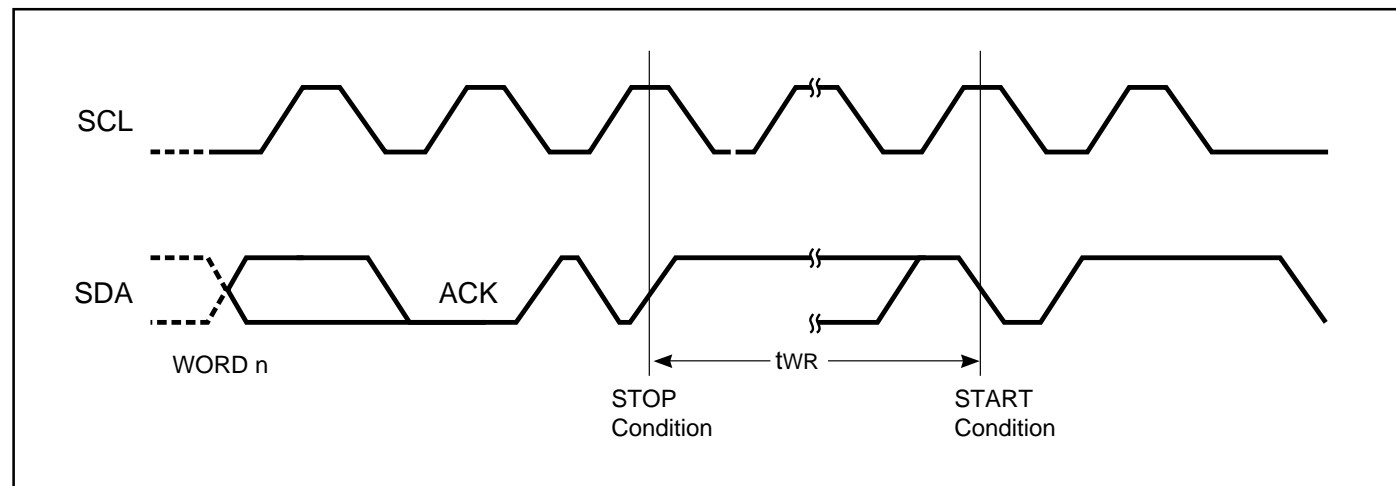 SCL
SDA
ACK
WORD n
tWR
STOP
Condition
START
Condition